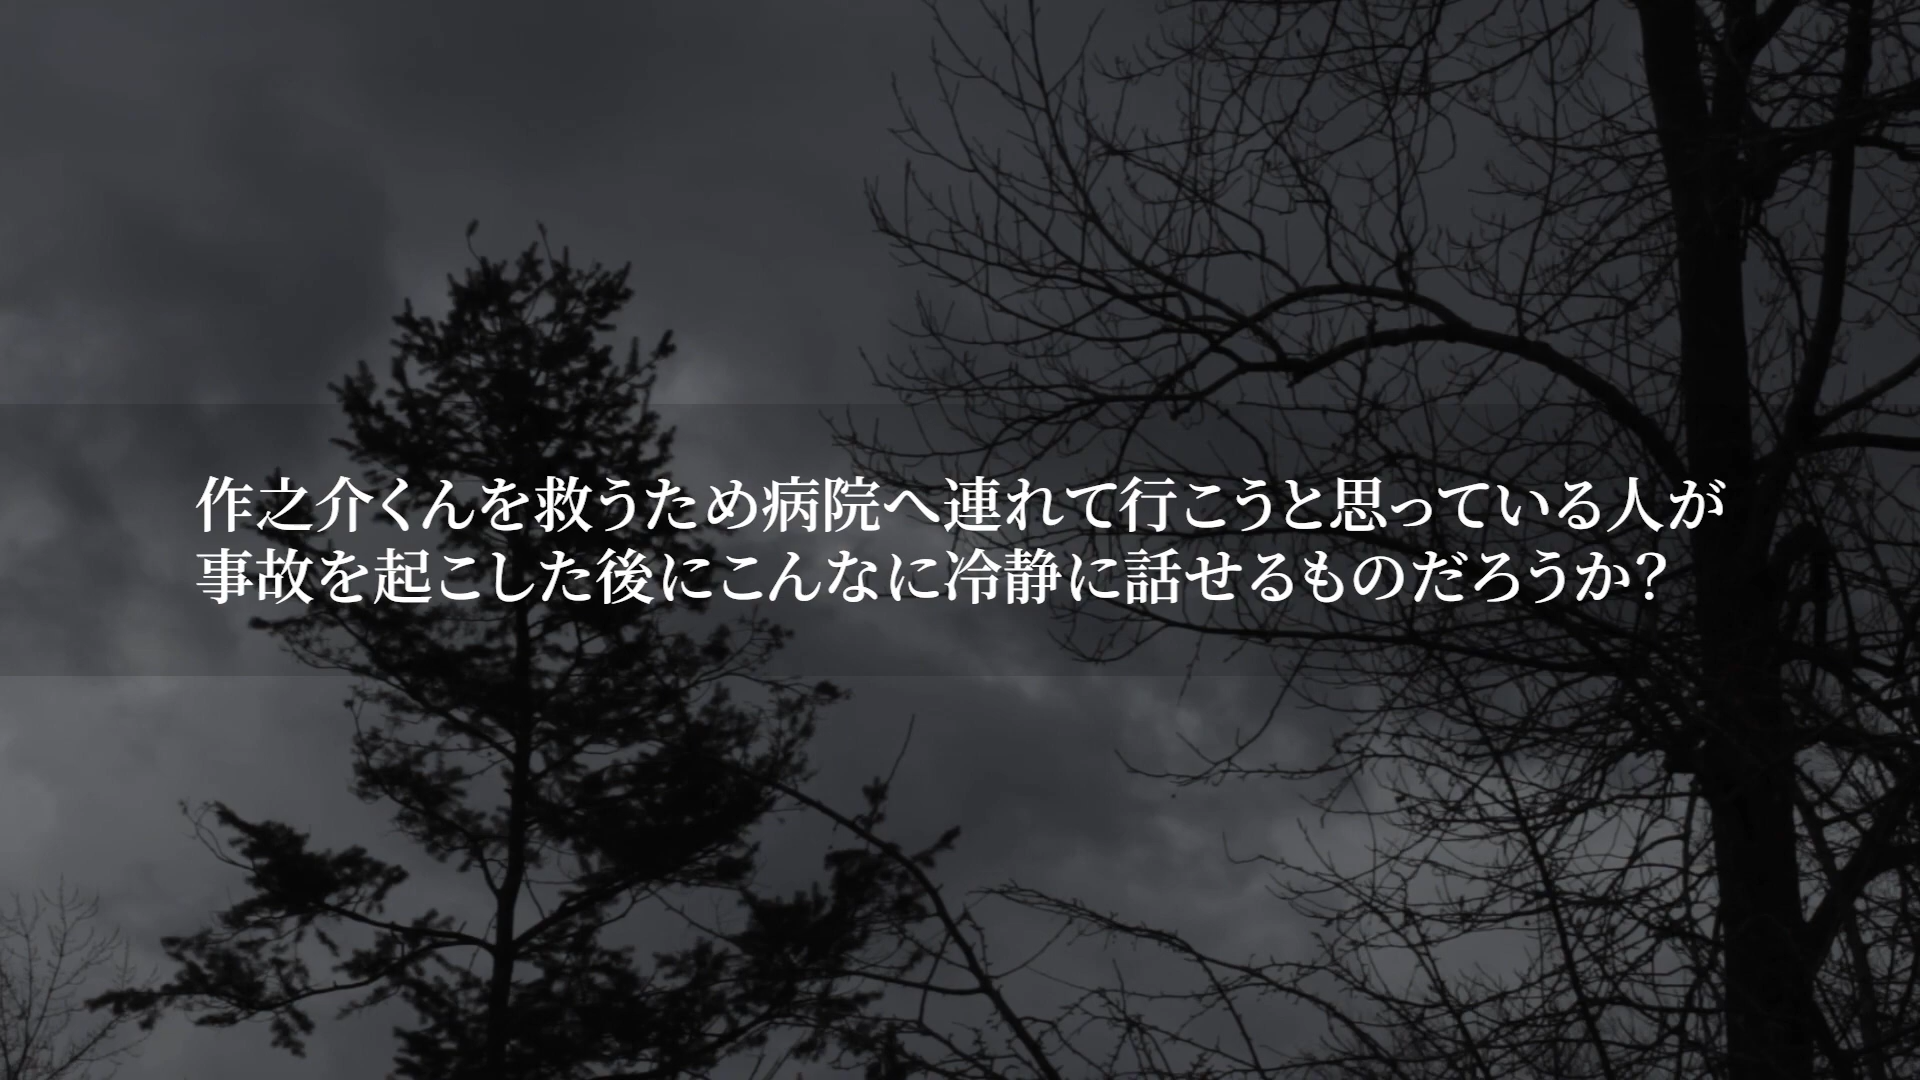 作之介くんを救うため病院へ連れて行こうと思っている人が
事故を起こした後にこんなに冷静に話せるものだろうか？